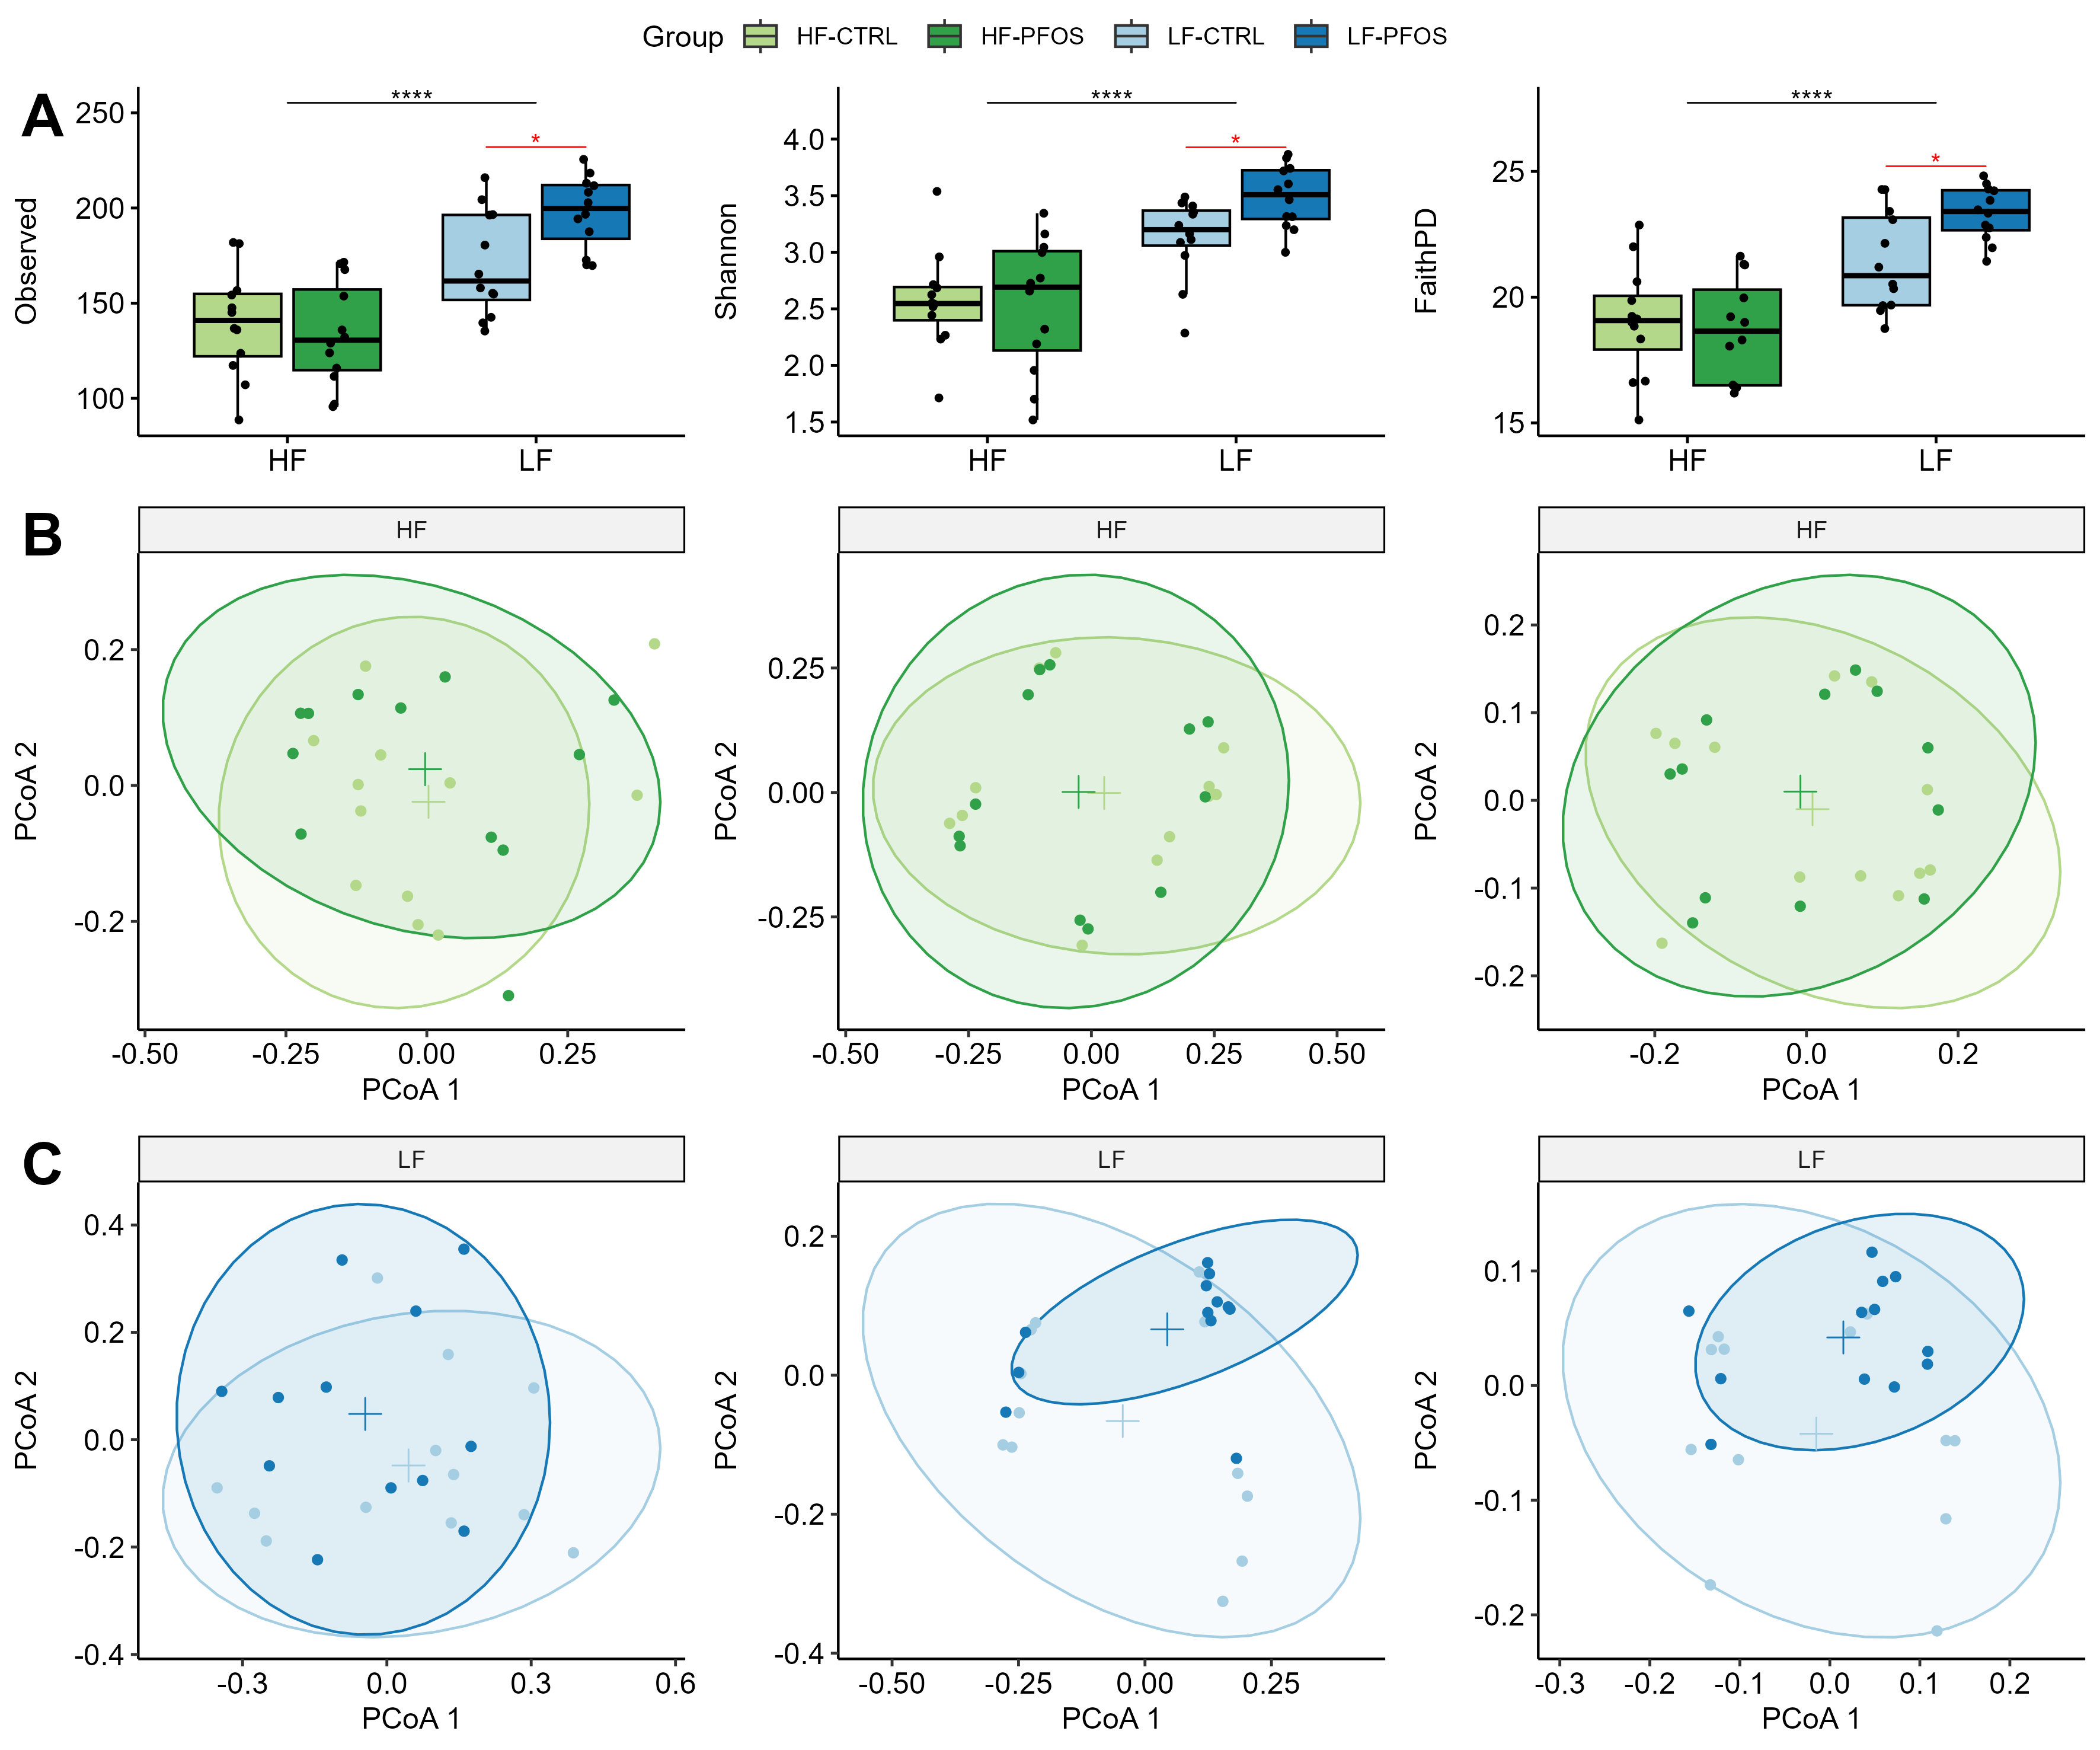 Group HF-CTRL HF-PFOS LF-CTRL LF-PFOS
A
Observed
250
200
150
100
****
*
HF LF
Shannon
4.0
3.5
3.0
2.5
2.0
1.5
****
*
HF LF
FaithPD
25
20
15
****
*
HF LF
B
HF
PCoA 2
0.2
0.0
-0.2
-0.50 -0.25 0.00 0.25
PCoA 1
HF
PCoA 2
0.25
0.00
-0.25
-0.50 -0.25 0.00 0.25 0.50
PCoA 1
HF
PCoA 2
0.2
0.1
0.0
-0.1
-0.2
-0.2 0.0 0.2
PCoA 1
C
LF
PCoA 2
0.4
0.2
0.0
-0.2
-0.4
-0.3 0.0 0.3 0.6
PCoA 1
LF
PCoA 2
0.2
0.0
-0.2
-0.4
-0.50 -0.25 0.00 0.25
PCoA 1
LF
PCoA 2
0.1
0.0
-0.1
-0.2
-0.3 -0.2 -0.1 0.0 0.1 0.2
PCoA 1